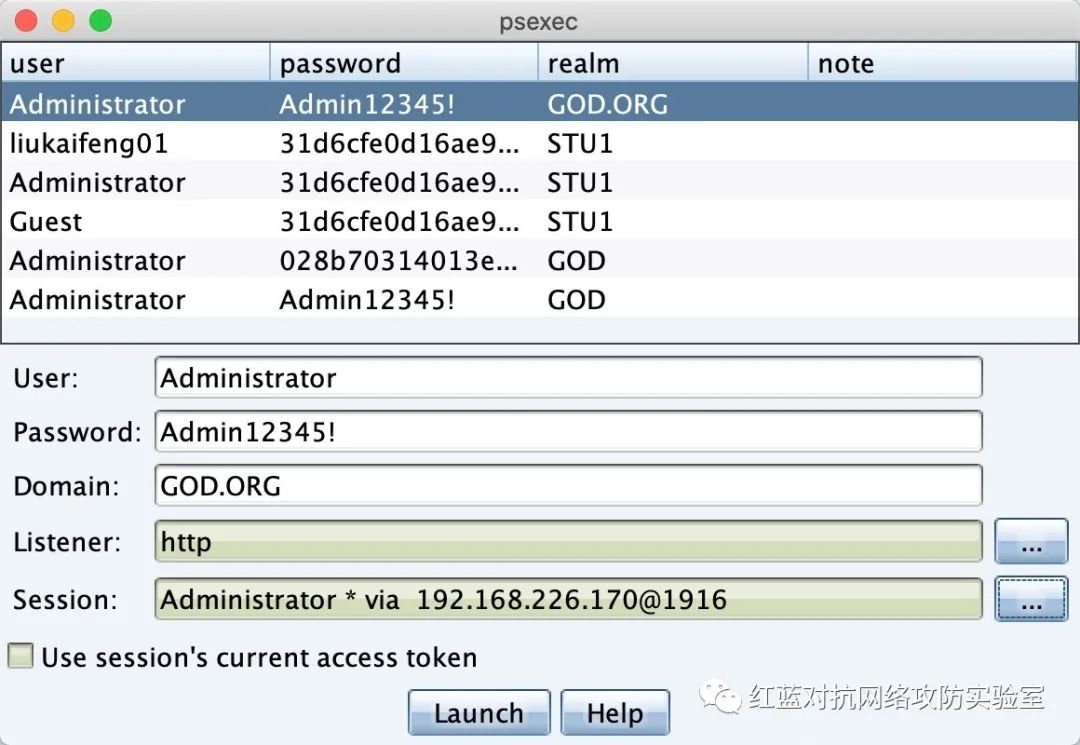 psexec
user password realm note
Administrator Admin12345! GOD.ORG
liukaifeng01 31d6cfe0d16ae9... STU1
Administrator 31d6cfe0d16ae9... STU1
Guest 31d6cfe0d16ae9... STU1
Administrator 028b70314013e... GOD
Administrator Admin12345! GOD
User: Administrator
Password: Admin12345!
Domain: GOD.ORG
Listener: http ...
Session: Administrator * via 192.168.226.170@1916 ...
Use session's current access token
Launch Help
红蓝对抗网络攻防实验室